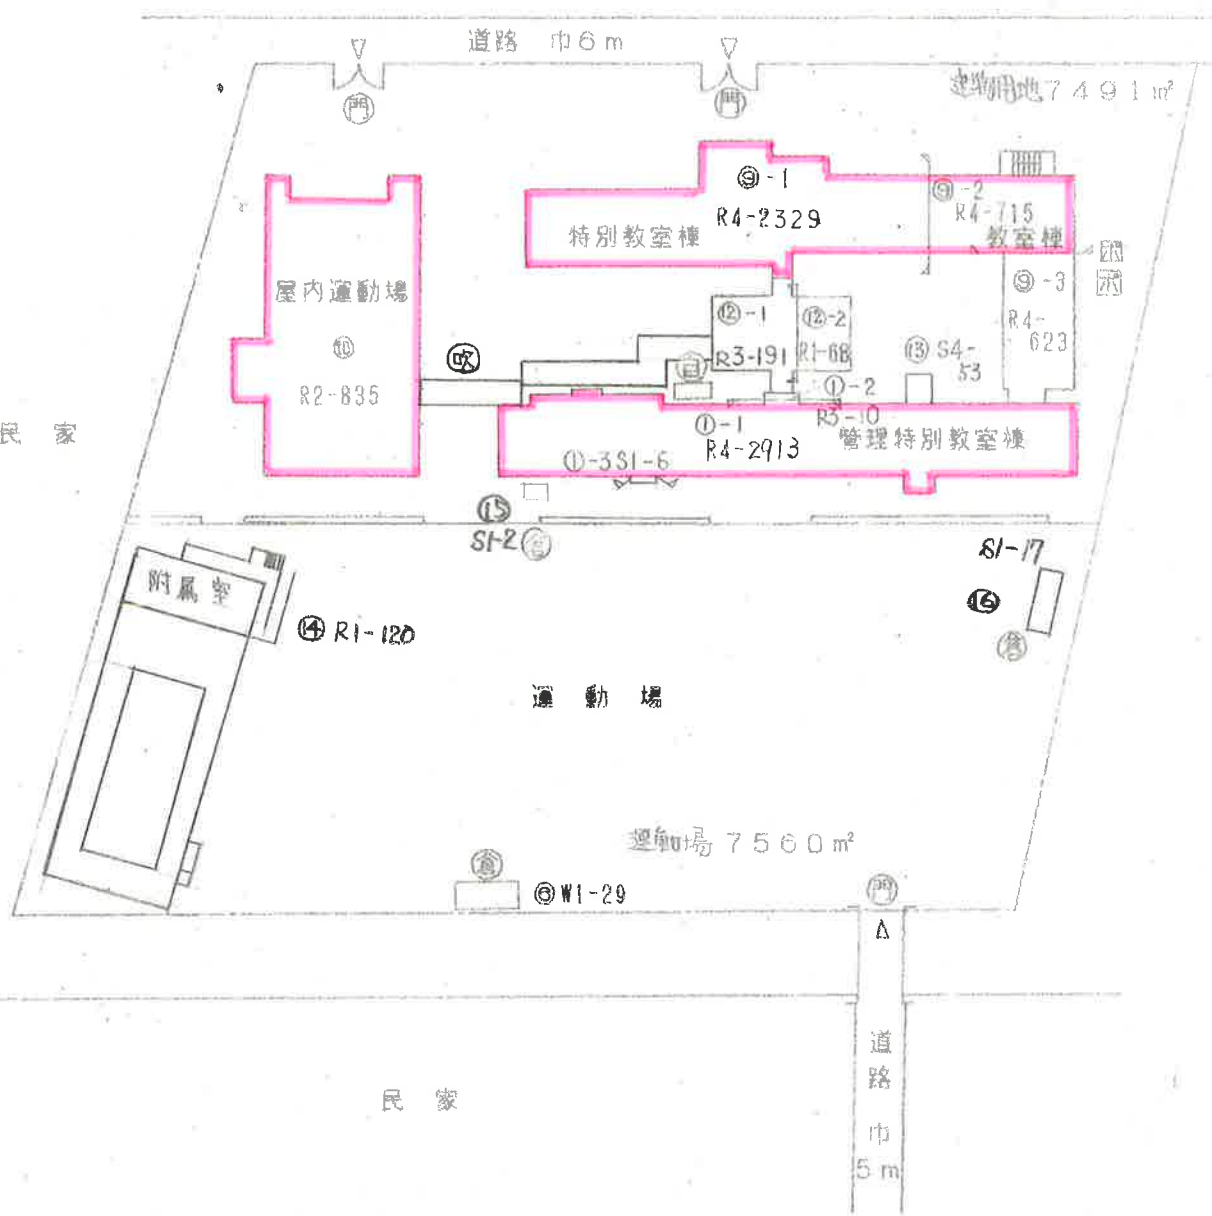 道路 巾6m
門
門
建物用地7491㎡
⑨-1
R4-2329
特別教室棟
⑨-2
R4-715
教室棟
⑨-3
R4-
623
屋内運動場
⑩
R2-835
吹
⑫-1
R3-191
⑫-2
R1-68
⑬ S4-
53
①-2
R3-10
①-1
R4-2913
管理特別教室棟
①-3 S1-6
民家
⑮
S1-2 倉
S1-17
⑯
倉
附属室
⑭ R1-120
運動場
運動場 7560㎡
倉
⑥ W1-29
門
民家
道路巾5m